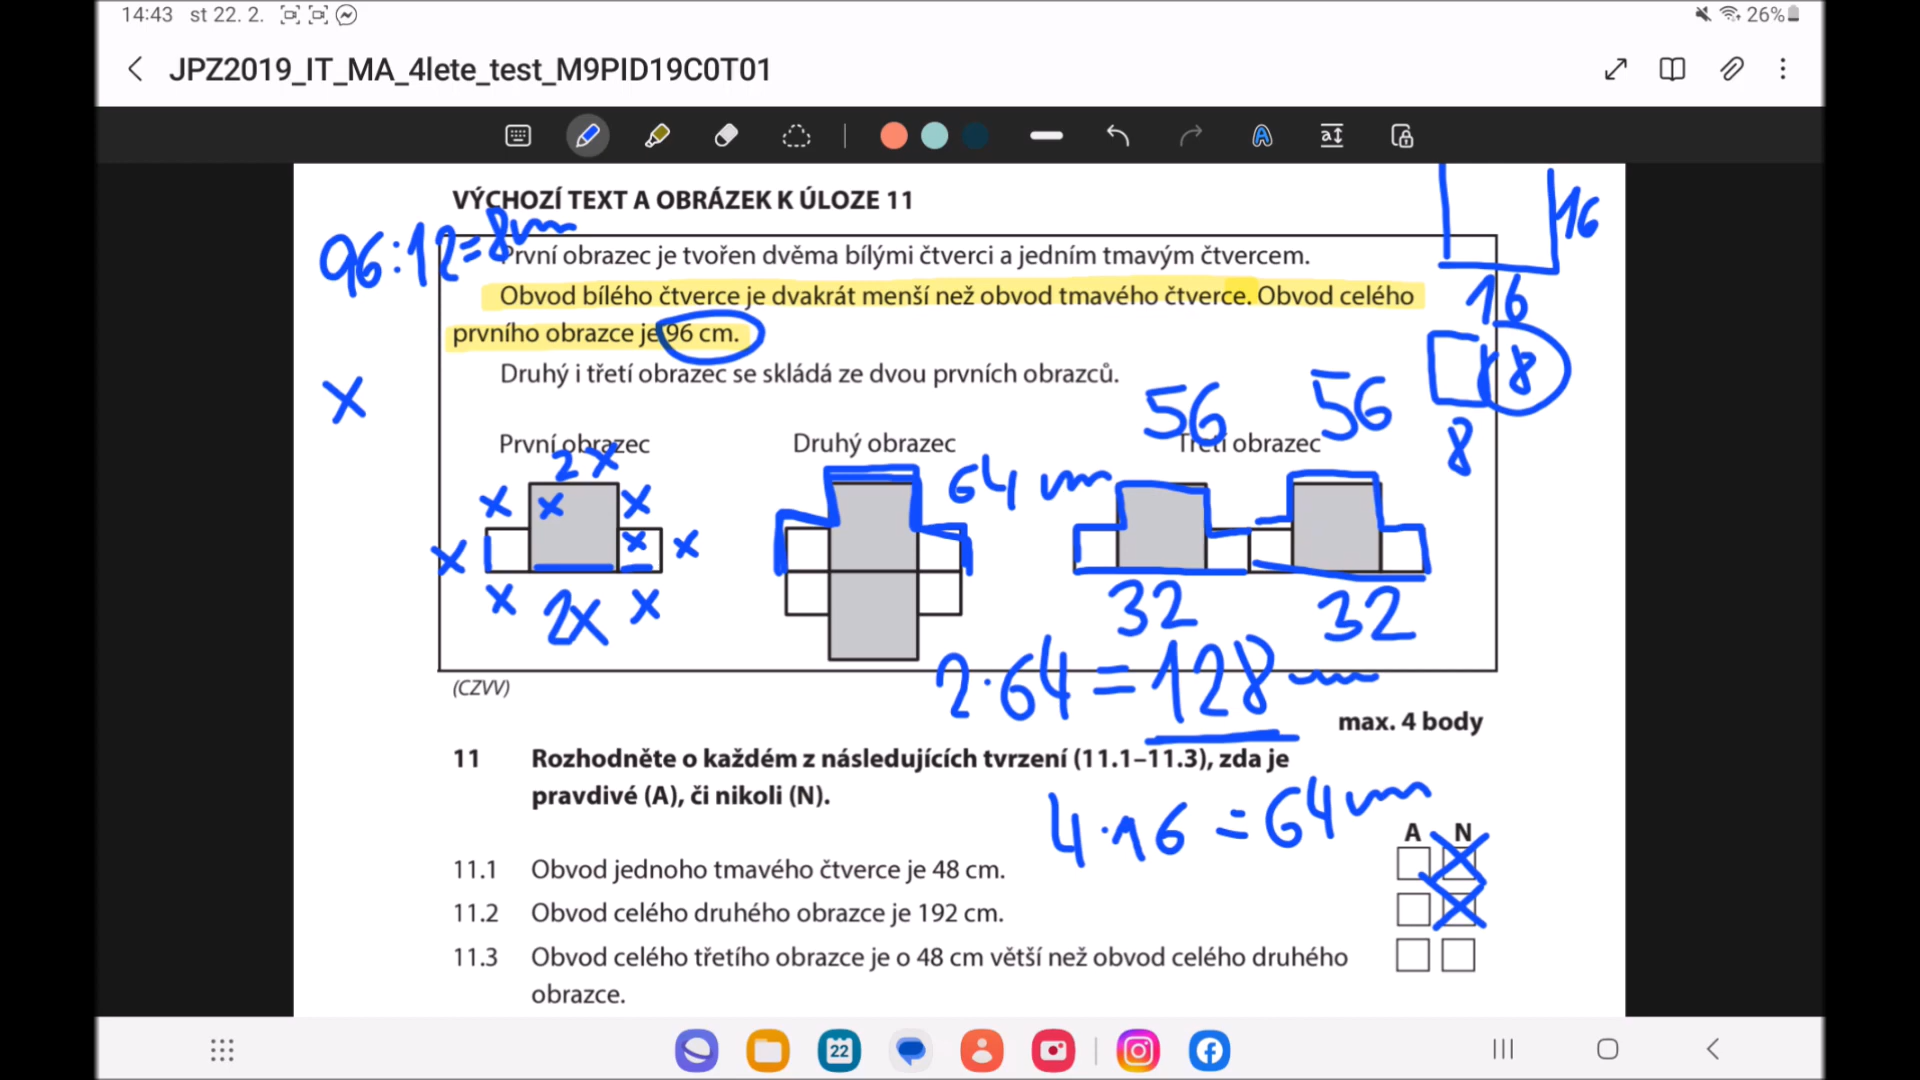 14:43 st 22. 2.
26%
JPZ2019_IT_MA_4lete_test_M9PID19C0T01
VÝCHOZÍ TEXT A OBRÁZEK K ÚLOZE 11
16
96:12=8cm
První obrazec je tvořen dvěma bílými čtverci a jedním tmavým čtvercem.
Obvod bílého čtverce je dvakrát menší než obvod tmavého čtverce. Obvod celého
16
prvního obrazce je 96 cm.
8
Druhý i třetí obrazec se skládá ze dvou prvních obrazců.
x
56 56
8
První obrazec Druhý obrazec Třetí obrazec
2x
64 cm
x x x
x x x
x 2x x
32 32
2·64=128 cm
(CZVV)
max. 4 body
11 Rozhodněte o každém z následujících tvrzení (11.1–11.3), zda je
pravdivé (A), či nikoli (N).
4·16=64cm
A N
11.1 Obvod jednoho tmavého čtverce je 48 cm.
11.2 Obvod celého druhého obrazce je 192 cm.
11.3 Obvod celého třetího obrazce je o 48 cm větší než obvod celého druhého
obrazce.
22